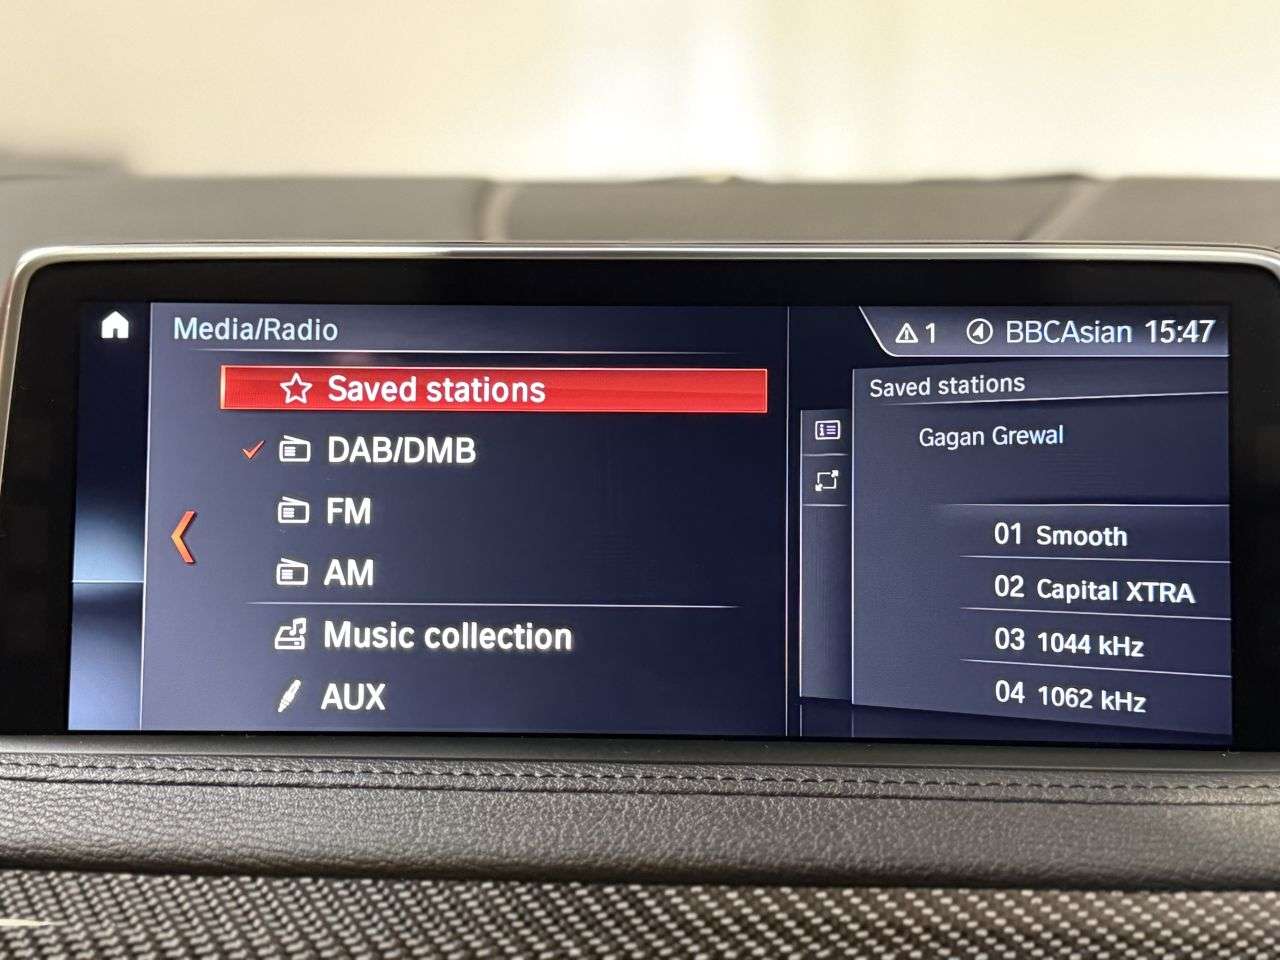 Media/Radio
Saved stations
DAB/DMB
FM
AM
Music collection
AUX
1 BBCAsian 15:47
Saved stations
Gagan Grewal
01 Smooth
02 Capital XTRA
03 1044 kHz
04 1062 kHz